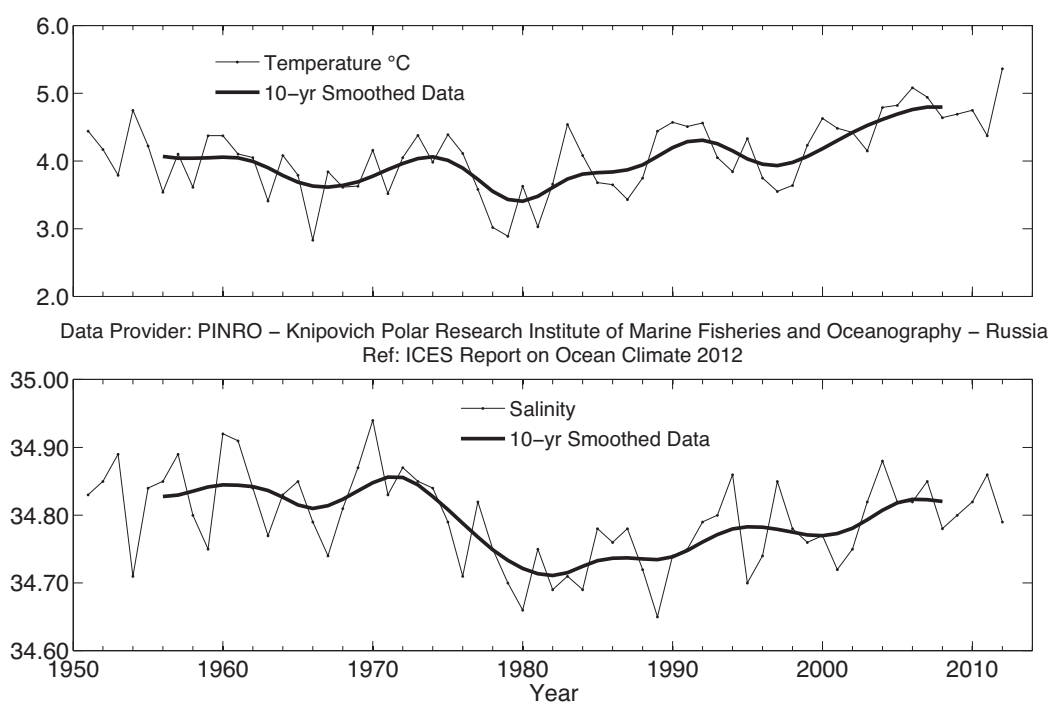 6.0
Temperature °C
5.0
10−yr Smoothed Data
4.0
3.0
2.0
Data Provider: PINRO − Knipovich Polar Research Institute of Marine Fisheries and Oceanography − Russia
Ref: ICES Report on Ocean Climate 2012
35.00
Salinity
34.90
10−yr Smoothed Data
34.80
34.70
34.60
1950 1960 1970 1980 1990 2000 2010
Year